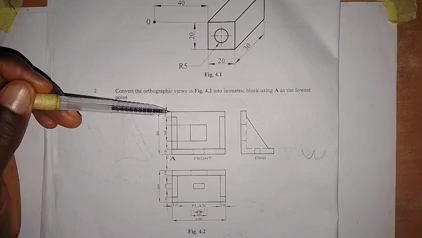 40
0
20
R5
20
30
Fig. 4.1
2. Convert the orthographic views in Fig. 4.2 into isometric block using A as the lowest
point.
A
FRONT
END
PLAN
Fig. 4.2